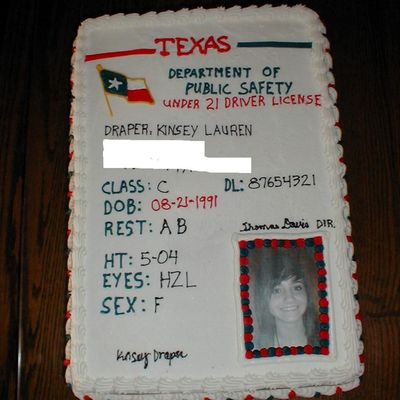 TEXAS
DEPARTMENT OF
PUBLIC SAFETY
UNDER 21 DRIVER LICENSE
DRAPER, KINSEY LAUREN
CLASS: C DL: 87654321
DOB: 08-21-1991
REST: A B
Thomas Davis DIR.
HT: 5-04
EYES: HZL
SEX: F
Kinsey Draper